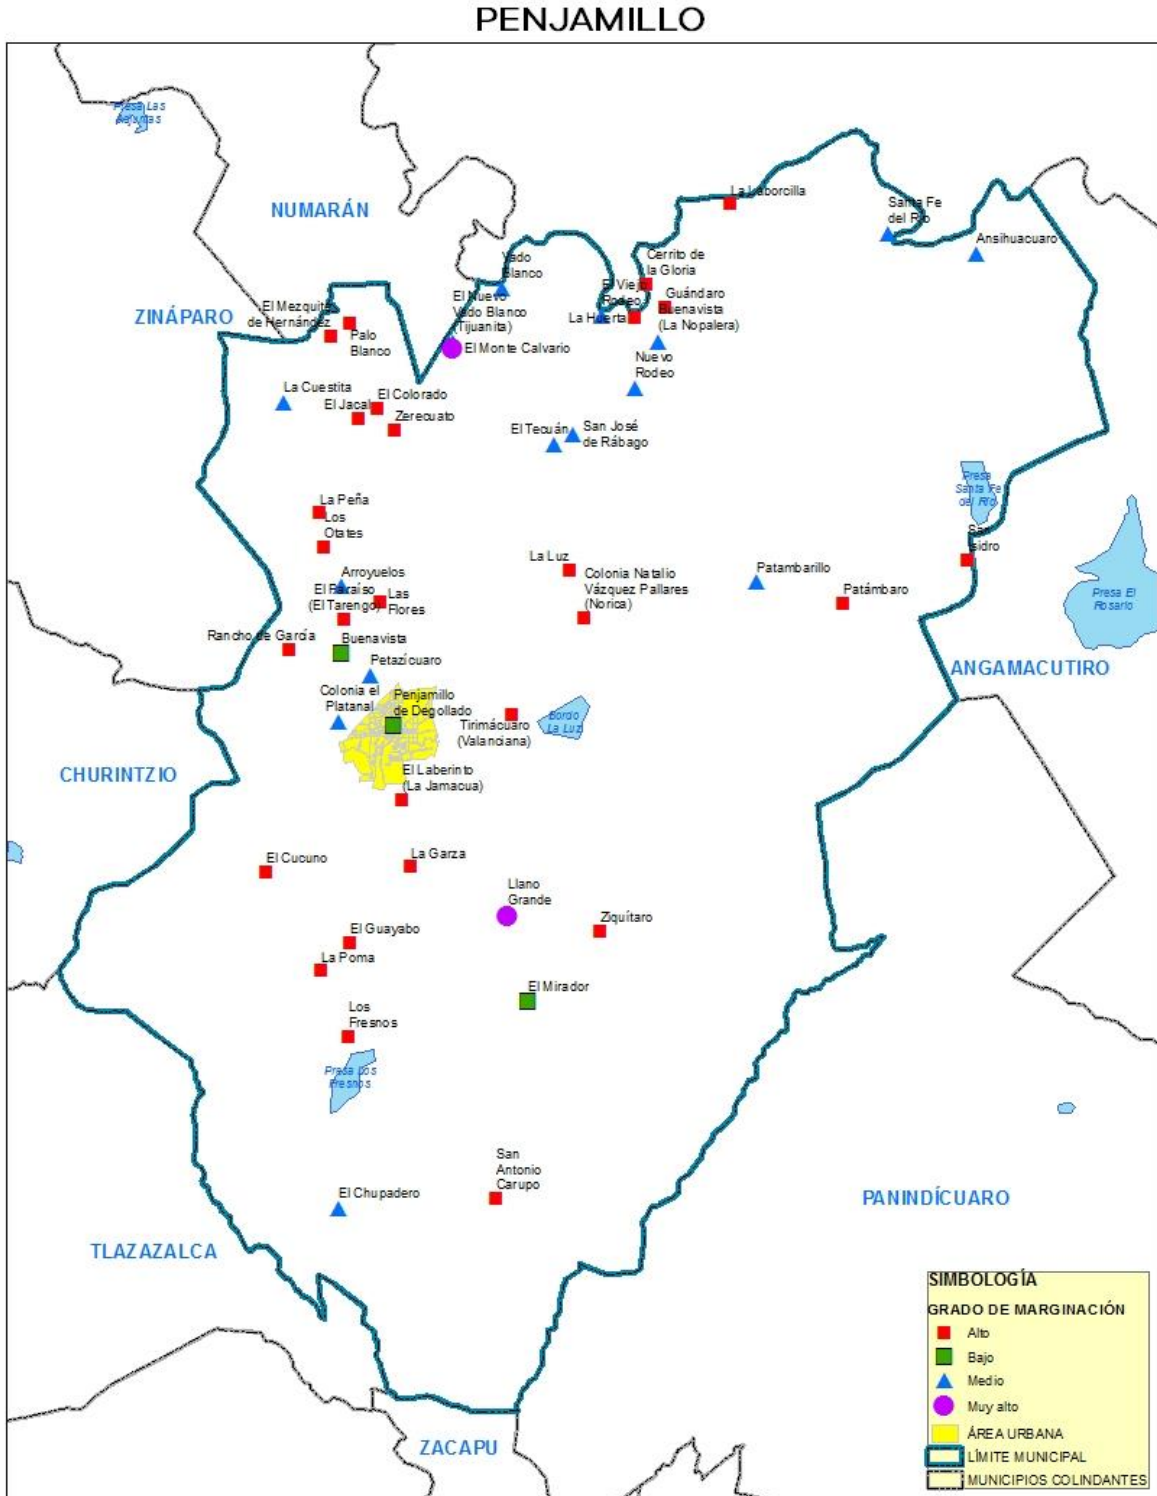 PENJAMILLO
Presa Las
Adjuntas
NUMARÁN
La Laborcilla
Santa Fe
del Río
Ansihuacuaro
Vado
Blanco
Cerrito de
la Gloria
El Viejo
Rodeo
Guándaro
Buenavista
(La Nopalera)
La Huerta
El Nuevo
Vado Blanco
(Tijuanita)
El Monte Calvario
ZINÁPARO
El Mezquite
de Hernández
Palo
Blanco
Nuevo
Rodeo
La Cuestita
El Jacal
El Colorado
Zerecuato
El Tecuán
San José
de Rábago
Presa
Santa Fe
del Río
La Peña
Los
Otates
San
Isidro
La Luz
Arroyuelos
El Paraíso
(El Tarengo)
Las
Flores
Colonia Natalio
Vázquez Pallares
(Norica)
Patambarillo
Patámbaro
Presa El
Rosario
Rancho de García
Buenavista
Petazícuaro
ANGAMACUTIRO
Colonia el
Platanal
Penjamillo
de Degollado
Tirimácuaro
(Valanciana)
Bordo
La Luz
CHURINTZIO
El Laberinto
(La Jamacua)
El Cucuno
La Garza
Llano
Grande
Ziquítaro
El Guayabo
La Poma
El Mirador
Los
Fresnos
Presa Los
Fresnos
San
Antonio
Carupo
El Chupadero
PANINDÍCUARO
TLAZAZALCA
ZACAPU
SIMBOLOGÍA
GRADO DE MARGINACIÓN
Alto
Bajo
Medio
Muy alto
ÁREA URBANA
LÍMITE MUNICIPAL
MUNICIPIOS COLINDANTES